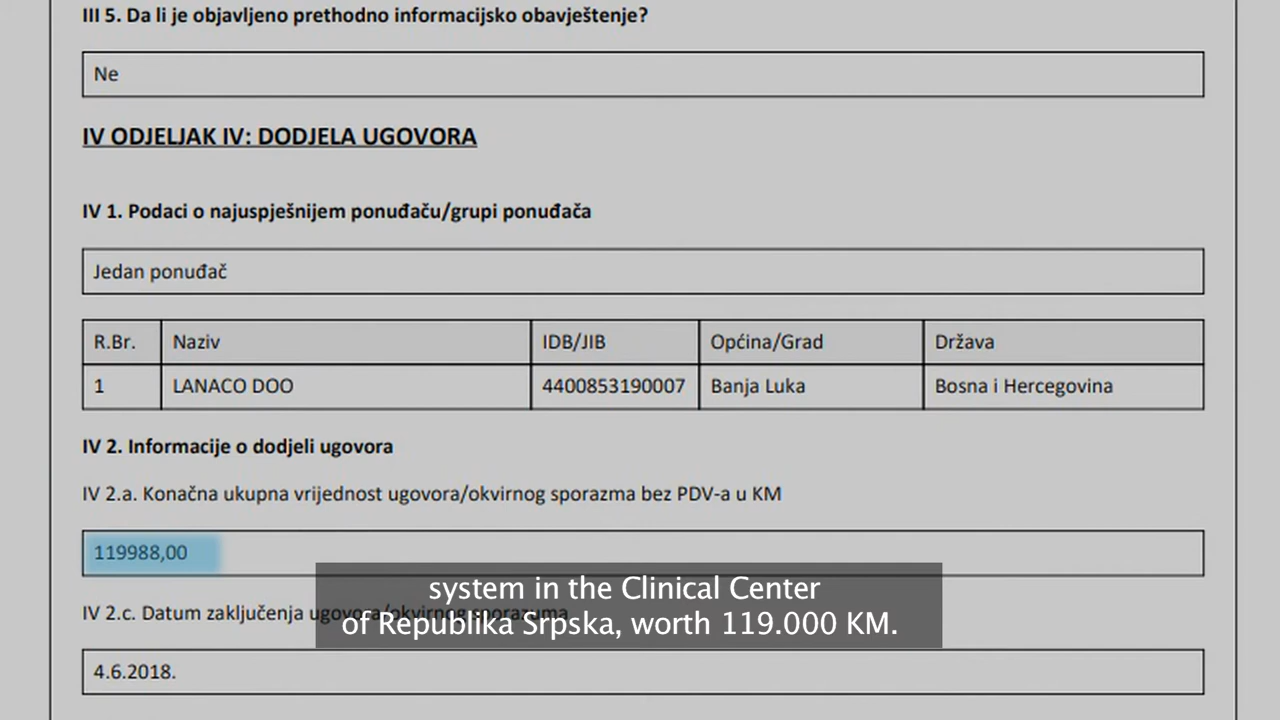 III 5. Da li je objavljeno prethodno informacijsko obavještenje?
Ne
IV ODJELJAK IV: DODJELA UGOVORA
IV 1. Podaci o najuspješnijem ponuđaču/grupi ponuđača
Jedan ponuđač
R.Br. Naziv IDB/JIB Općina/Grad Država
1 LANACO DOO 4400853190007 Banja Luka Bosna i Hercegovina
IV 2. Informacije o dodjeli ugovora
IV 2.a. Konačna ukupna vrijednost ugovora/okvirnog sporazma bez PDV-a u KM
119988,00
IV 2.c. Datum zaključenja ugovora/okvirnog sporazuma
system in the Clinical Center
of Republika Srpska, worth 119.000 KM.
4.6.2018.